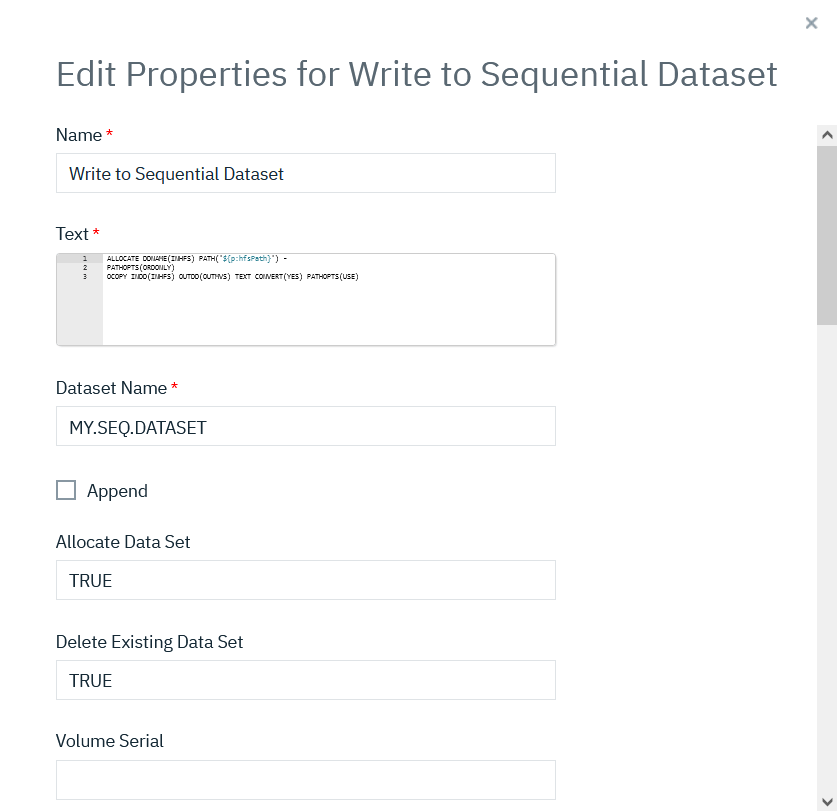 Edit Properties for Write to Sequential Dataset
Name *
Write to Sequential Dataset
Text *
1 ALLOCATE DDNAME(INHFS) PATH('${p:hfsPath}') -
2 PATHOPTS(ORDONLY)
3 OCOPY INDD(INHFS) OUTDD(OUTMVS) TEXT CONVERT(YES) PATHOPTS(USE)
Dataset Name *
MY.SEQ.DATASET
Append
Allocate Data Set
TRUE
Delete Existing Data Set
TRUE
Volume Serial